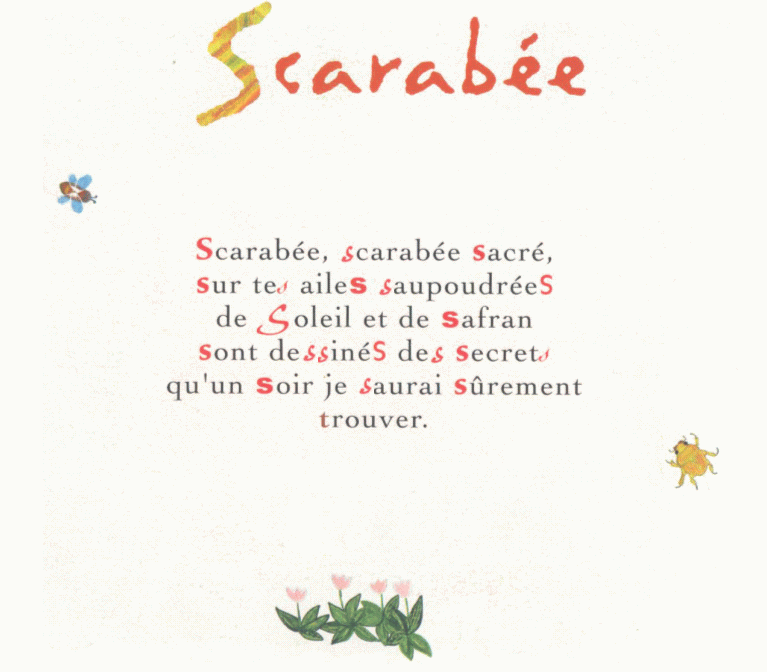 Scarabée
Scarabée, scarabée sacré,
sur tes ailes saupoudréeS
de Soleil et de safran
sont dessinéS des secrets
qu'un soir je saurai sûrement
trouver.